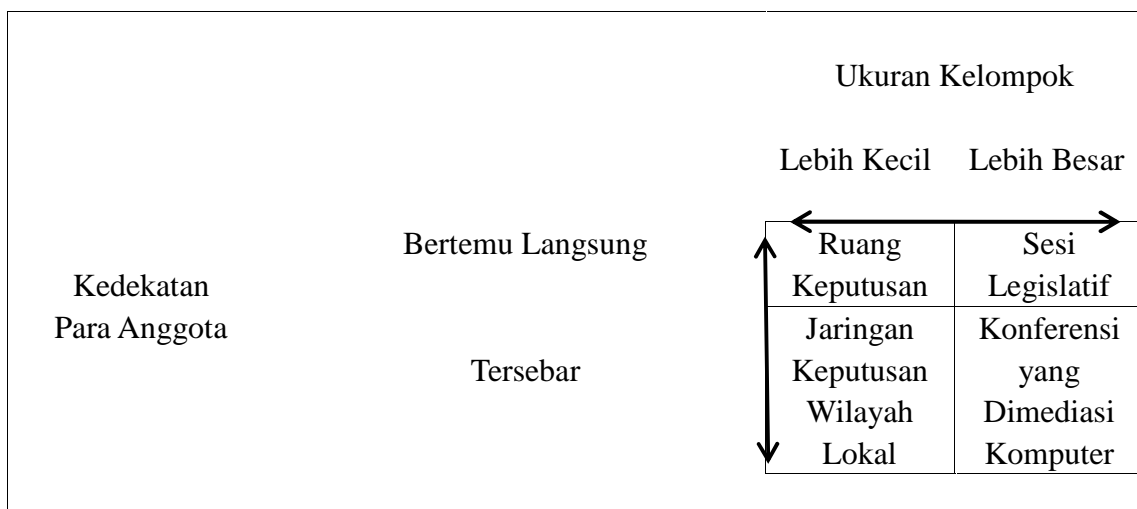 Ukuran Kelompok
Lebih Kecil Lebih Besar
Kedekatan
Para Anggota
Bertemu Langsung
Ruang
Keputusan
Sesi
Legislatif
Tersebar
Jaringan
Keputusan
Wilayah
Lokal
Konferensi
yang
Dimediasi
Komputer